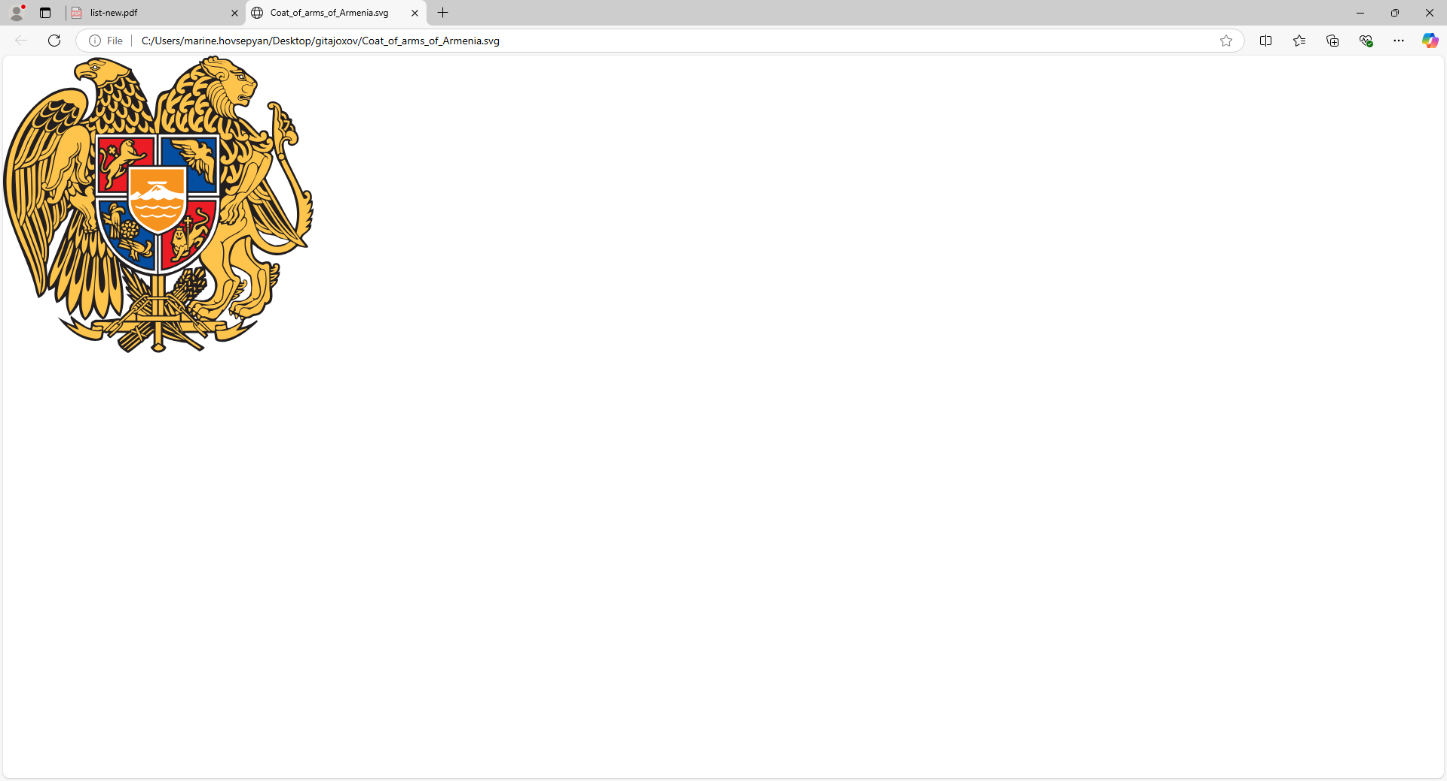 list-new.pdf
Coat_of_arms_of_Armenia.svg
File
C:/Users/marine.hovsepyan/Desktop/gitajoxov/Coat_of_arms_of_Armenia.svg